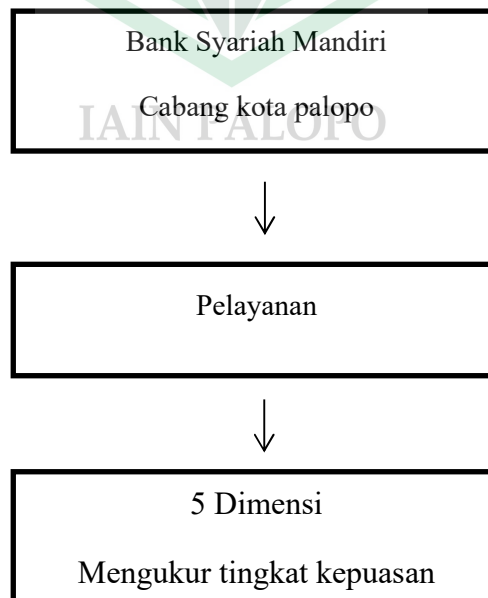 Bank Syariah Mandiri
Cabang kota palopo
IAIN PALOPO
Pelayanan
5 Dimensi
Mengukur tingkat kepuasan